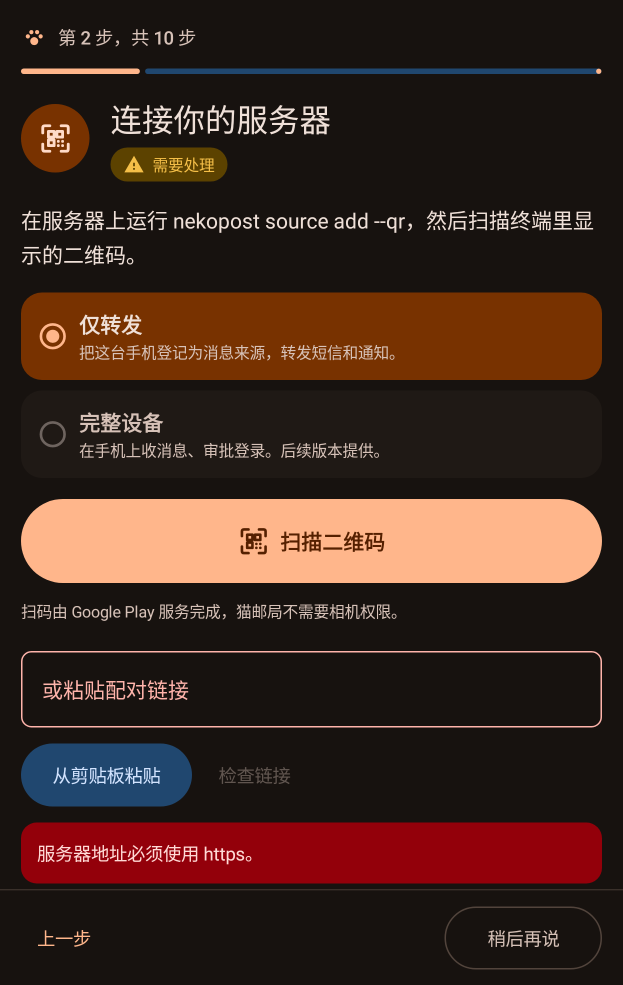 第 2 步，共 10 步
连接你的服务器
需要处理
在服务器上运行 nekopost source add --qr，然后扫描终端里显
示的二维码。
仅转发
把这台手机登记为消息来源，转发短信和通知。
完整设备
在手机上收消息、审批登录。后续版本提供。
扫描二维码
扫码由 Google Play 服务完成，猫邮局不需要相机权限。
或粘贴配对链接
从剪贴板粘贴
检查链接
服务器地址必须使用 https。
上一步
稍后再说